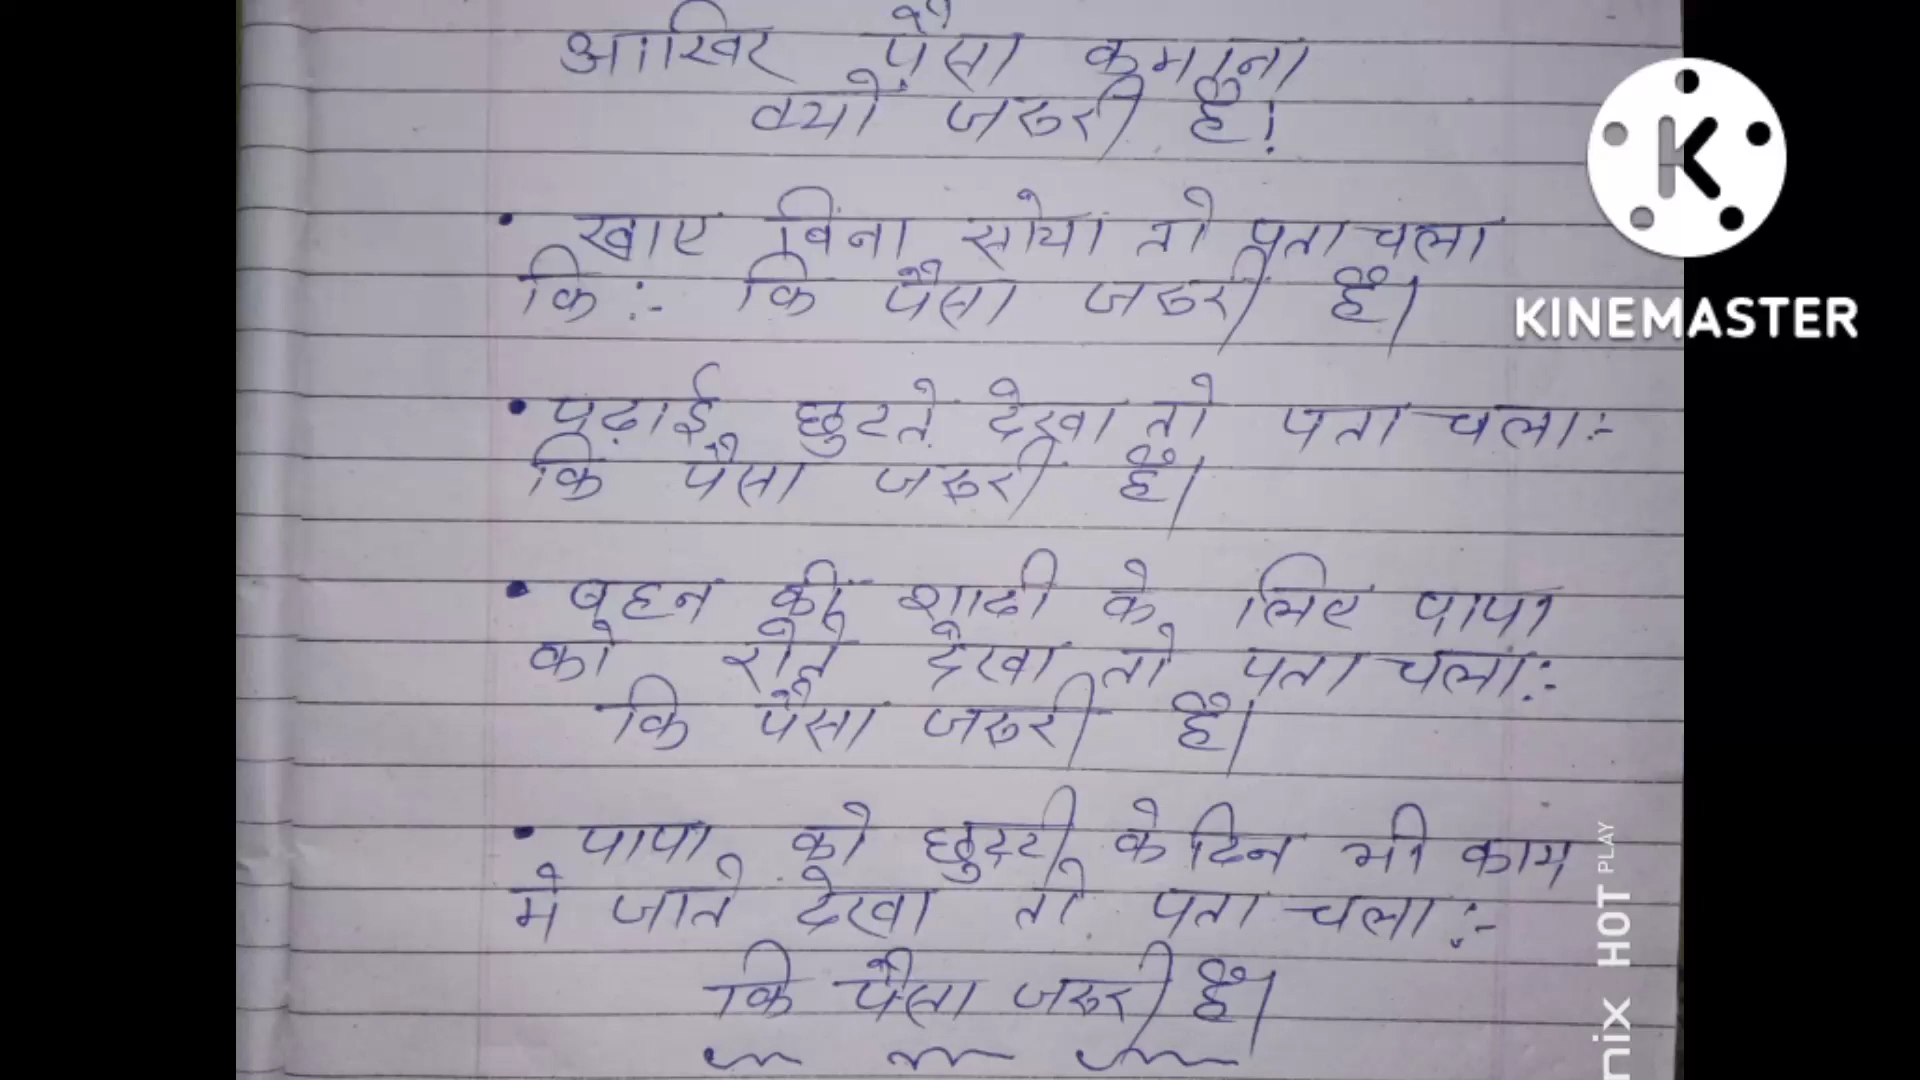 आखिर पैसा कमाना
क्यो जरुरी है!
• खाए बिना सोया तो पता चला
कि :- कि पैसा जरुरी है।
• पढ़ाई छुटते देखा तो पता चला:-
कि पैसा जरुरी है।
• बहन की शादी के लिए पापा
को रोते देखा तो पता चला:-
कि पैसा जरुरी है।
• पापा को छुट्टी के दिन भी काम
मे जाते देखा तो पता चला:-
कि पैसा जरुरी है।
KINEMASTER
nix HOT PLAY